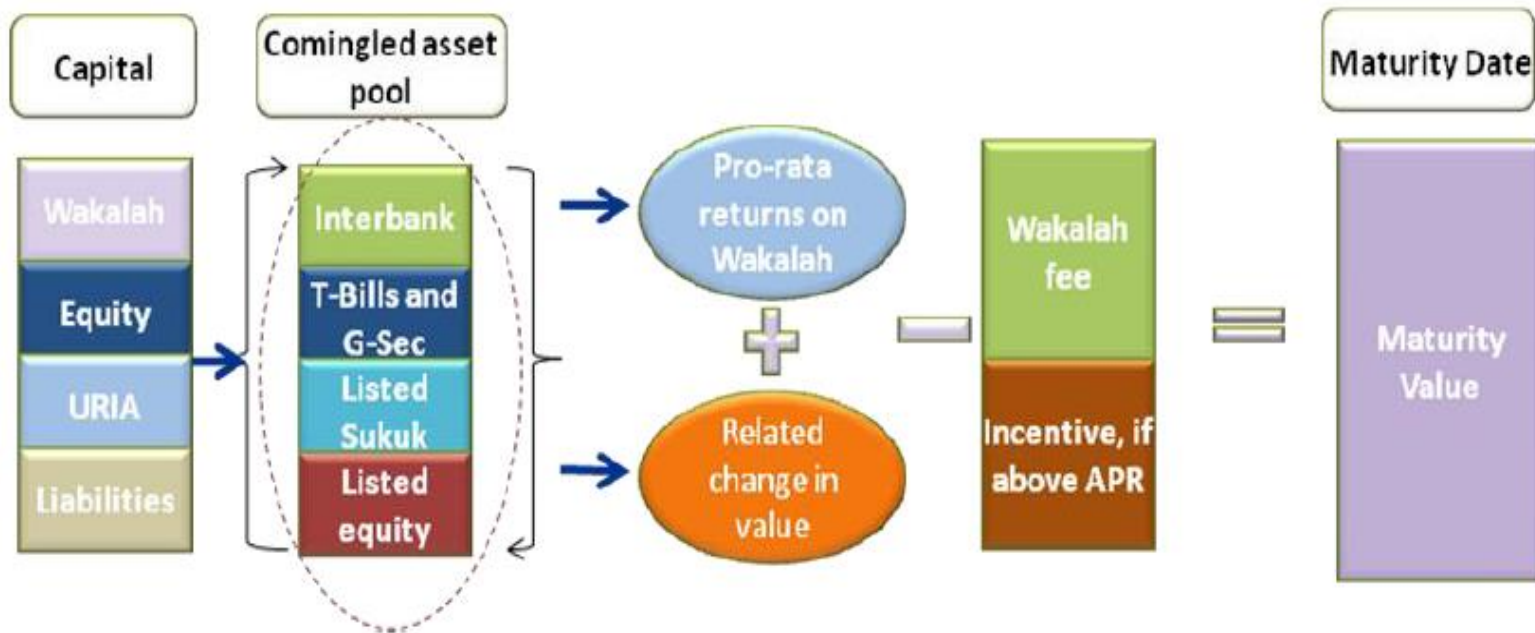 Capital
Comingled asset
pool
Maturity Date
Wakalah
Equity
URIA
Liabilities
Interbank
T-Bills and
G-Sec
Listed
Sukuk
Listed
equity
Pro-rata
returns on
Wakalah
+
Related
change in
value
−
Wakalah
fee
Incentive, if
above APR
=
Maturity
Value